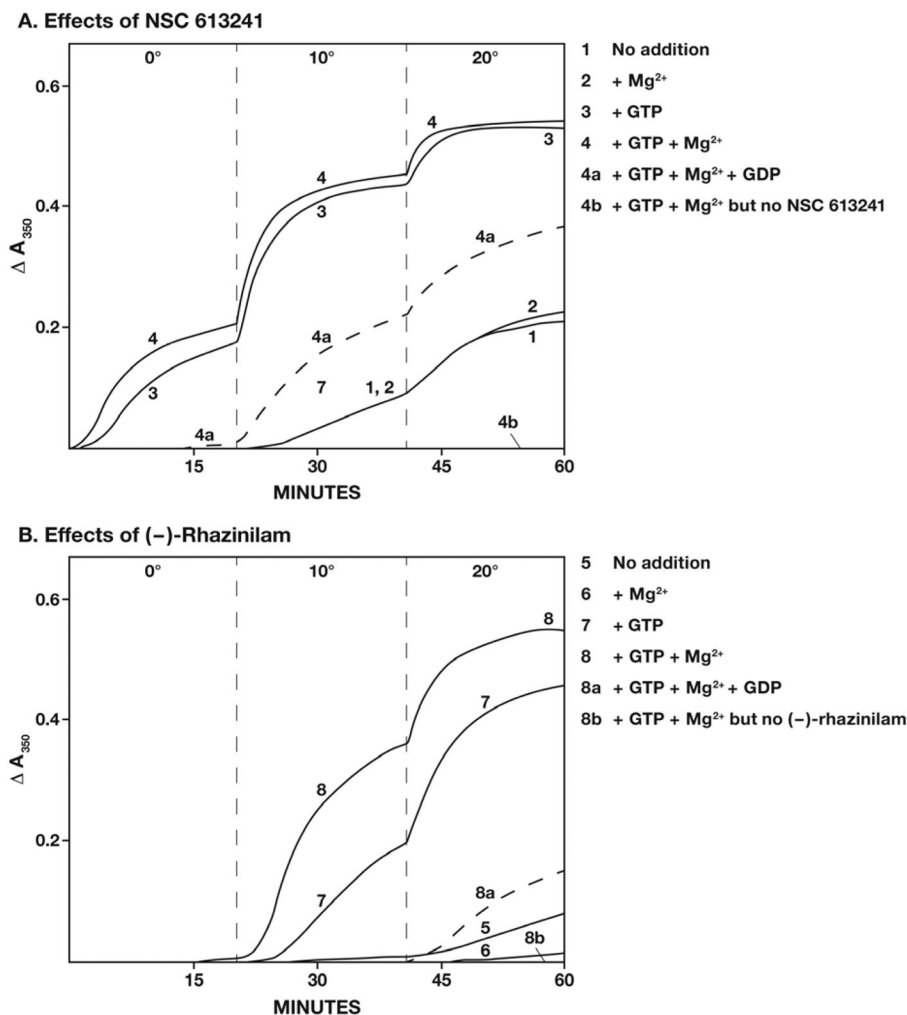 A. Effects of NSC 613241
0° 10° 20°
0.6
0.4
0.2
Δ A350
4
3
4
3
4
3
4a
4a
4a
7
1, 2
2
1
4b
15 30 45 60
MINUTES
1 No addition
2 + Mg²⁺
3 + GTP
4 + GTP + Mg²⁺
4a + GTP + Mg²⁺ + GDP
4b + GTP + Mg²⁺ but no NSC 613241
B. Effects of (−)-Rhazinilam
0° 10° 20°
0.6
0.4
0.2
Δ A350
8
7
8
7
8a
5
6
8b
15 30 45 60
MINUTES
5 No addition
6 + Mg²⁺
7 + GTP
8 + GTP + Mg²⁺
8a + GTP + Mg²⁺ + GDP
8b + GTP + Mg²⁺ but no (−)-rhazinilam